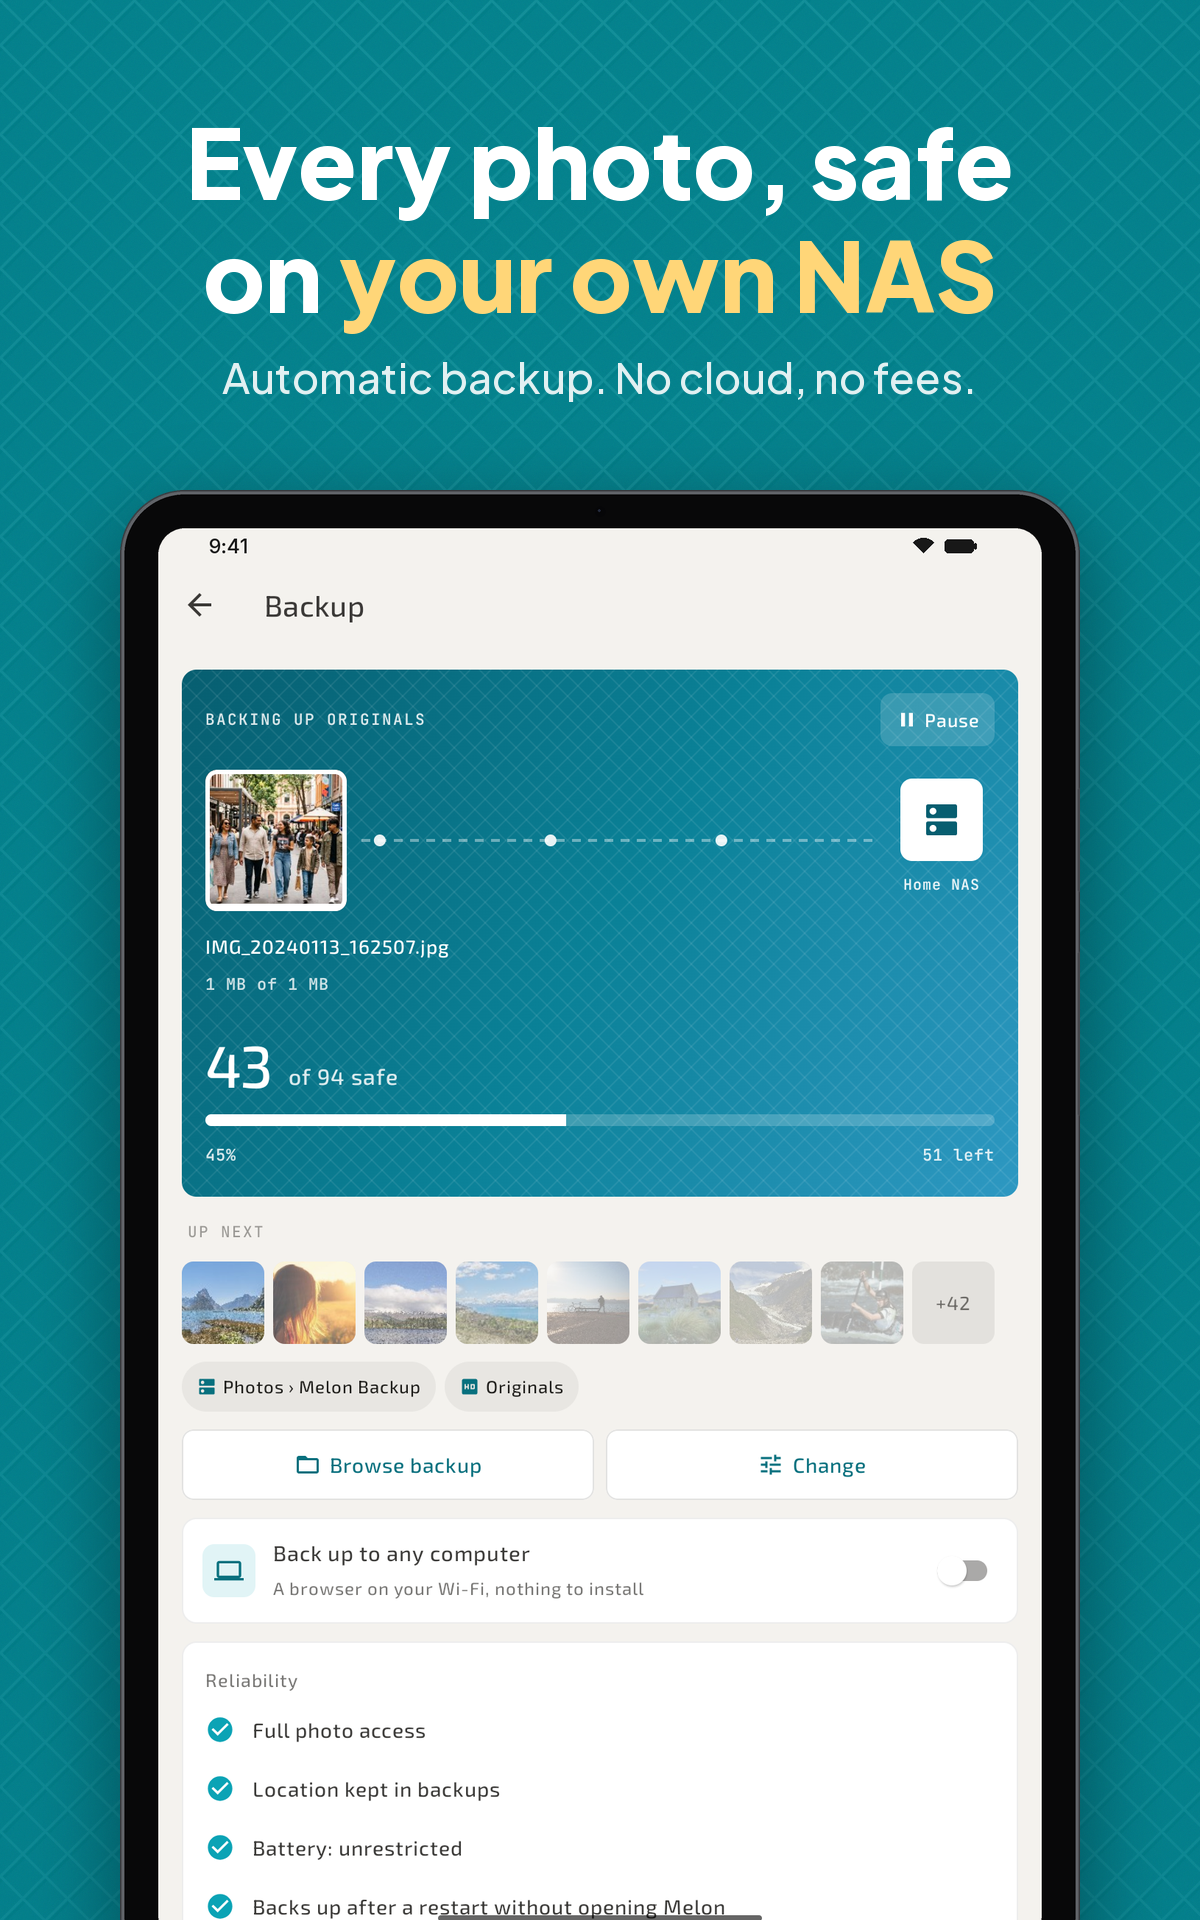 Every photo, safe
on your own NAS
Automatic backup. No cloud, no fees.
9:41
Backup
BACKING UP ORIGINALS
Pause
Home NAS
IMG_20240113_162507.jpg
1 MB of 1 MB
43 of 94 safe
45%
51 left
UP NEXT
+42
Photos › Melon Backup
HD
Originals
Browse backup
Change
Back up to any computer
A browser on your Wi-Fi, nothing to install
Reliability
Full photo access
Location kept in backups
Battery: unrestricted
Backs up after a restart without opening Melon